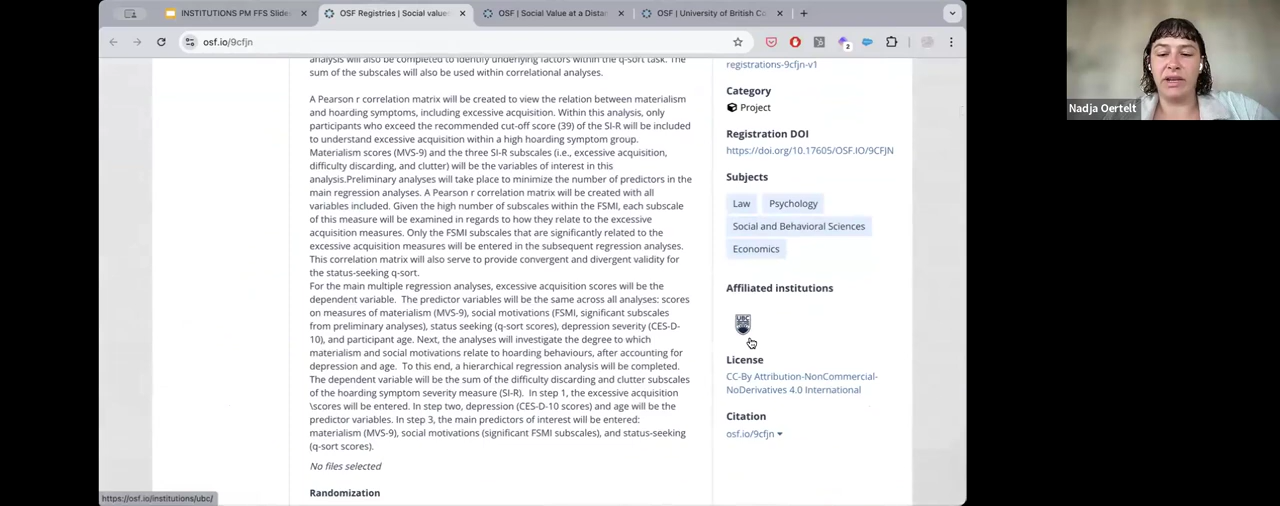 INSTITUTIONS PM FFS Slide
OSF Registries | Social value
OSF | Social Value at a Distan
OSF | University of British Co
osf.io/9cfjn
2
Nadja Oertelt
analysis will also be completed to identify underlying factors within the q-sort task. The
sum of the subscales will also be used within correlational analyses.
A Pearson r correlation matrix will be created to view the relation between materialism
and hoarding symptoms, including excessive acquisition. Within this analysis, only
participants who exceed the recommended cut-off score (39) of the SI-R will be included
to understand excessive acquisition within a high hoarding symptom group.
Materialism scores (MVS-9) and the three SI-R subscales (i.e., excessive acquisition,
difficulty discarding, and clutter) will be the variables of interest in this
analysis.Preliminary analyses will take place to minimize the number of predictors in the
main regression analyses. A Pearson r correlation matrix will be created with all
variables included. Given the high number of subscales within the FSMI, each subscale
of this measure will be examined in regards to how they relate to the excessive
acquisition measures. Only the FSMI subscales that are significantly related to the
excessive acquisition measures will be entered in the subsequent regression analyses.
This correlation matrix will also serve to provide convergent and divergent validity for
the status-seeking q-sort.
For the main multiple regression analyses, excessive acquisition scores will be the
dependent variable.  The predictor variables will be the same across all analyses: scores
on measures of materialism (MVS-9), social motivations (FSMI, significant subscales
from preliminary analyses), status seeking (q-sort scores), depression severity (CES-D-
10), and participant age. Next, the analyses will investigate the degree to which
materialism and social motivations relate to hoarding behaviours, after accounting for
depression and age.  To this end, a hierarchical regression analysis will be completed.
The dependent variable will be the sum of the difficulty discarding and clutter subscales
of the hoarding symptom severity measure (SI-R).  In step 1, the excessive acquisition
\scores will be entered. In step two, depression (CES-D-10 scores) and age will be the
predictor variables. In step 3, the main predictors of interest will be entered:
materialism (MVS-9), social motivations (significant FSMI subscales), and status-seeking
(q-sort scores).
No files selected
Randomization
registrations-9cfjn-v1
Category
Project
Registration DOI
https://doi.org/10.17605/OSF.IO/9CFJN
Subjects
Law
Psychology
Social and Behavioral Sciences
Economics
Affiliated institutions
UBC
License
CC-By Attribution-NonCommercial-
NoDerivatives 4.0 International
Citation
osf.io/9cfjn
https://osf.io/institutions/ubc/